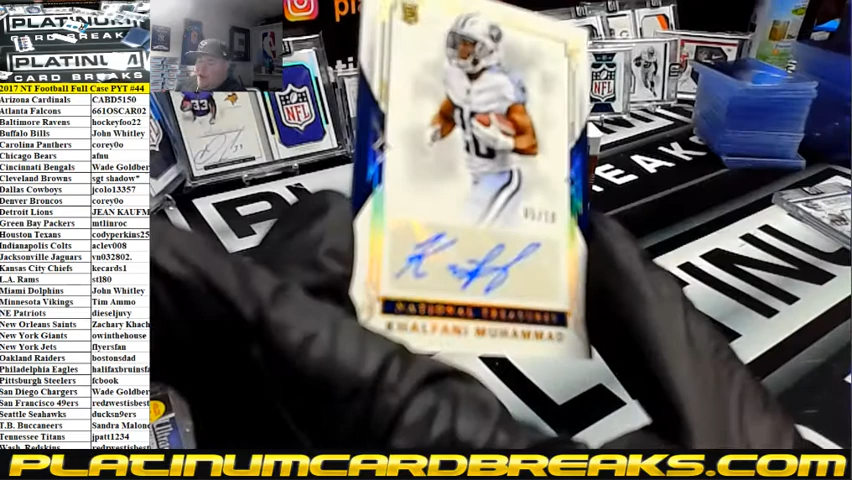 PLATINUM
CARD BREAKS
PLATINUM
CARD BREAKS
2017 NT Football Full Case PYT #44
Arizona Cardinals CABD5150
Atlanta Falcons 661OSCAR02
Baltimore Ravens hockeyfoo22
Buffalo Bills John Whitley
Carolina Panthers corey0o
Chicago Bears afnu
Cincinnati Bengals Wade Goldber
Cleveland Browns sgt shadow"
Dallas Cowboys jcolo13357
Denver Broncos corey0o
Detroit Lions JEAN KAUFM
Green Bay Packers mtlinroc
Houston Texans codyperkins25
Indianapolis Colts aclev008
Jacksonville Jaguars vn032802.
Kansas City Chiefs kecards1
L.A. Rams stl80
Miami Dolphins John Whitley
Minnesota Vikings Tim Ammo
NE Patriots dieseljuvy
New Orleans Saints Zachary Khach
New York Giants owinthehouse
New York Jets flyersfan
Oakland Raiders bostonsdad
Philadelphia Eagles halifaxbruinsfa
Pittsburgh Steelers fcbook
San Diego Chargers Wade Goldber
San Francisco 49ers redzwestisbest
Seattle Seahawks ducksn9ers
T.B. Buccaneers Sandra Malone
Tennessee Titans jpatt1234
Wash. Redskins
NFL
NATIONAL TREASURES
KHALFANI MUHAMMAD
PLATINUMCARDBREAKS.COM